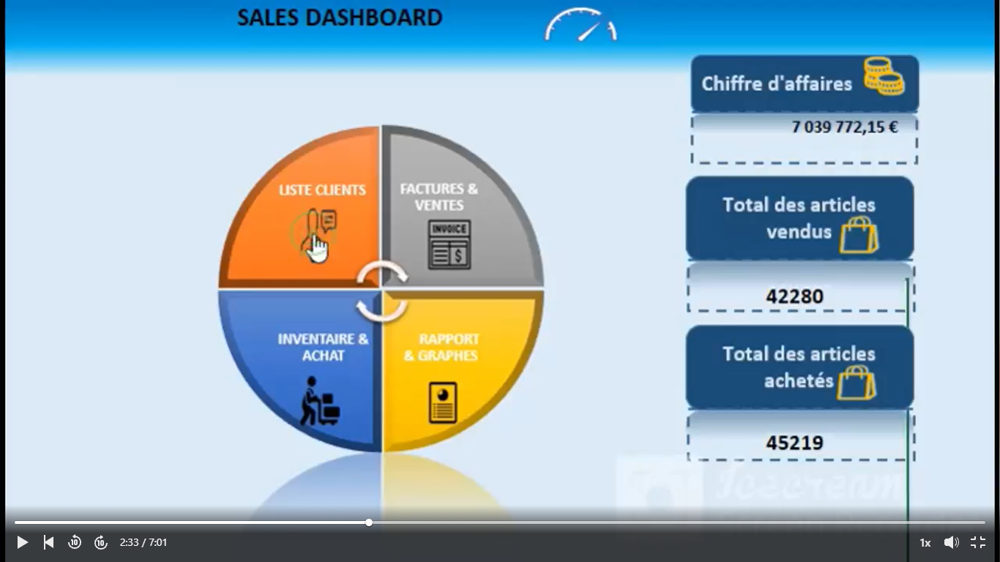 SALES DASHBOARD
Chiffre d'affaires
7 039 772,15 €
LISTE CLIENTS
FACTURES &
VENTES
INVOICE
$
Total des articles
vendus
42280
INVENTAIRE &
ACHAT
RAPPORT
& GRAPHES
Total des articles
achetés
45219
Icecream
10
10
2:33 / 7:01
1x